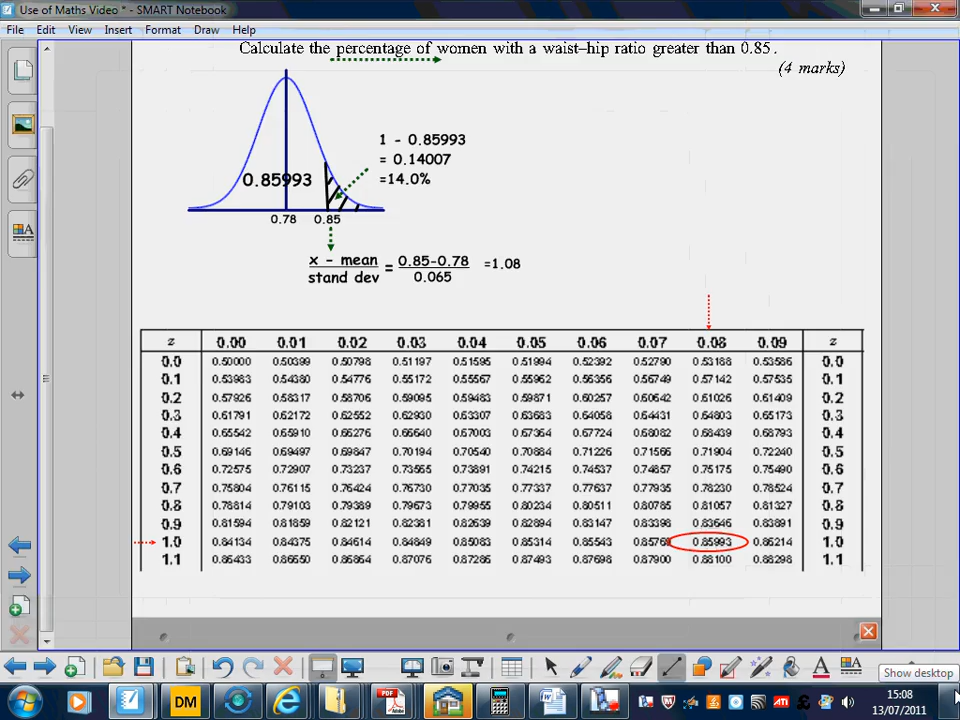 Use of Maths Video * - SMART Notebook
File Edit View Insert Format Draw Help
Calculate the percentage of women with a waist–hip ratio greater than 0.85.
(4 marks)
1 - 0.85993
= 0.14007
=14.0%
0.85993
0.78 0.85
x - mean
stand dev
=
0.85-0.78
0.065
=1.08
z 0.00 0.01 0.02 0.03 0.04 0.05 0.06 0.07 0.08 0.09 z
0.0 0.50000 0.50399 0.50798 0.51197 0.51595 0.51994 0.52392 0.52790 0.53188 0.53586 0.0
0.1 0.53983 0.54380 0.54776 0.55172 0.55567 0.55962 0.56356 0.56749 0.57142 0.57535 0.1
0.2 0.57926 0.58317 0.58706 0.59095 0.59483 0.59871 0.60257 0.60642 0.61026 0.61409 0.2
0.3 0.61791 0.62172 0.62552 0.62930 0.63307 0.63683 0.64058 0.64431 0.64803 0.65173 0.3
0.4 0.65542 0.65910 0.66276 0.66640 0.67003 0.67364 0.67724 0.68082 0.68439 0.68793 0.4
0.5 0.69146 0.69497 0.69847 0.70194 0.70540 0.70884 0.71226 0.71566 0.71904 0.72240 0.5
0.6 0.72575 0.72907 0.73237 0.73565 0.73891 0.74215 0.74537 0.74857 0.75175 0.75490 0.6
0.7 0.75804 0.76115 0.76424 0.76730 0.77035 0.77337 0.77637 0.77935 0.78230 0.78524 0.7
0.8 0.78814 0.79103 0.79389 0.79673 0.79955 0.80234 0.80511 0.80785 0.81057 0.81327 0.8
0.9 0.81594 0.81859 0.82121 0.82381 0.82639 0.82894 0.83147 0.83398 0.83646 0.83891 0.9
1.0 0.84134 0.84375 0.84614 0.84849 0.85083 0.85314 0.85543 0.85769 0.85993 0.86214 1.0
1.1 0.86433 0.86650 0.86864 0.87076 0.87286 0.87493 0.87698 0.87900 0.88100 0.88298 1.1
Show desktop
DM
PDF
ATI
15:08
13/07/2011